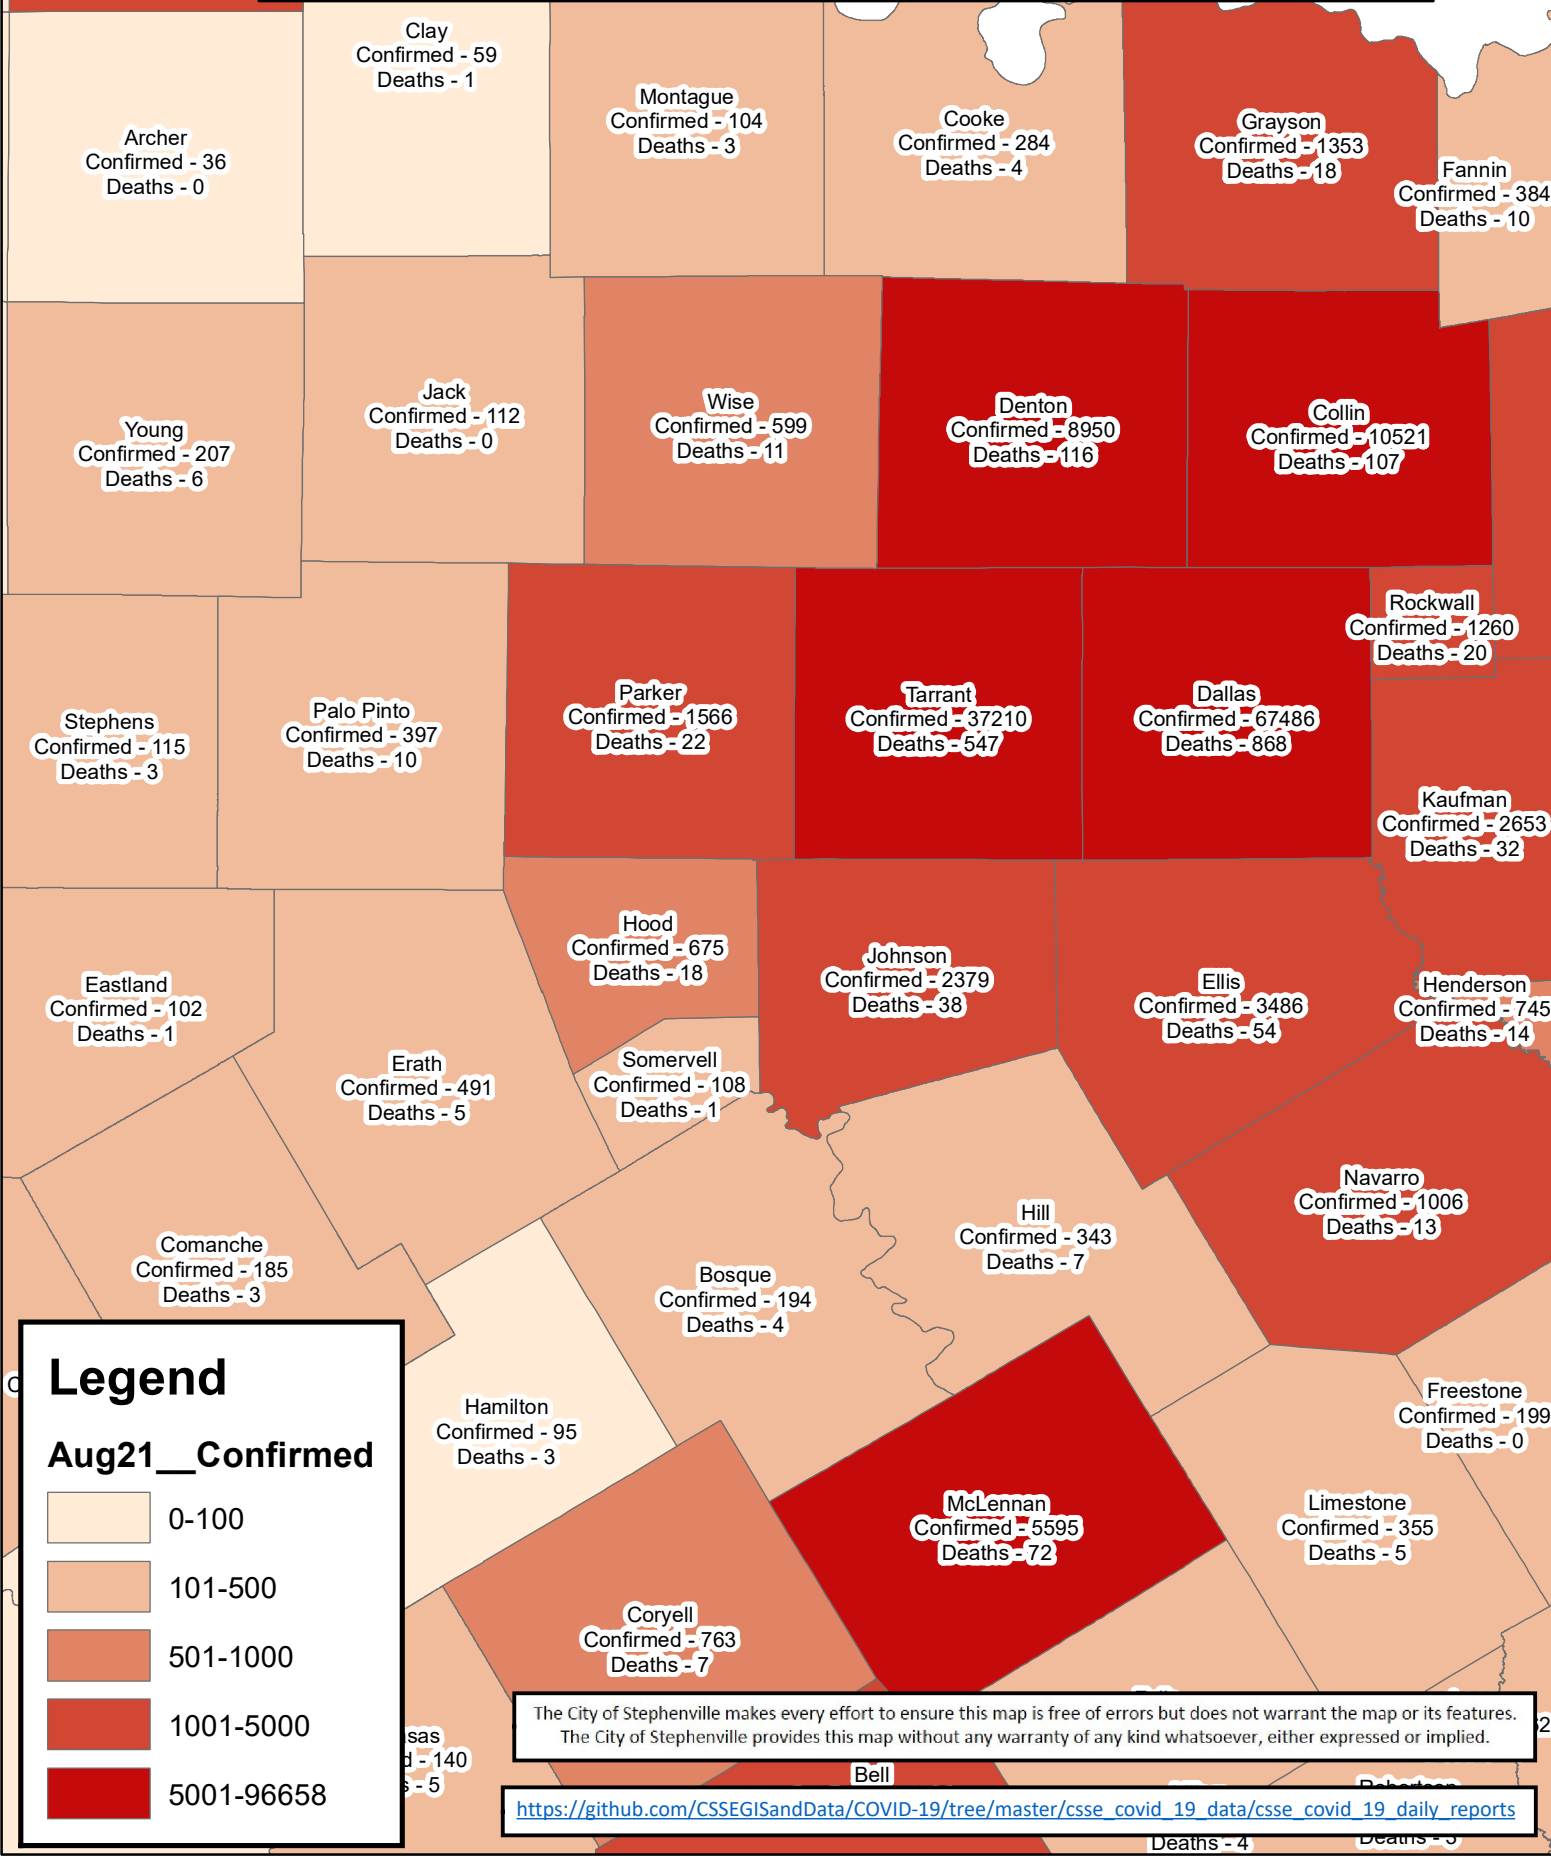 Clay
Confirmed - 59
Deaths - 1
Montague
Confirmed - 104
Deaths - 3
Cooke
Confirmed - 284
Deaths - 4
Grayson
Confirmed - 1353
Deaths - 18
Archer
Confirmed - 36
Deaths - 0
Fannin
Confirmed - 384
Deaths - 10
Young
Confirmed - 207
Deaths - 6
Jack
Confirmed - 112
Deaths - 0
Wise
Confirmed - 599
Deaths - 11
Denton
Confirmed - 8950
Deaths - 116
Collin
Confirmed - 10521
Deaths - 107
Rockwall
Confirmed - 1260
Deaths - 20
Stephens
Confirmed - 115
Deaths - 3
Palo Pinto
Confirmed - 397
Deaths - 10
Parker
Confirmed - 1566
Deaths - 22
Tarrant
Confirmed - 37210
Deaths - 547
Dallas
Confirmed - 67486
Deaths - 868
Kaufman
Confirmed - 2653
Deaths - 32
Eastland
Confirmed - 102
Deaths - 1
Erath
Confirmed - 491
Deaths - 5
Hood
Confirmed - 675
Deaths - 18
Somervell
Confirmed - 108
Deaths - 1
Johnson
Confirmed - 2379
Deaths - 38
Ellis
Confirmed - 3486
Deaths - 54
Henderson
Confirmed - 745
Deaths - 14
Comanche
Confirmed - 185
Deaths - 3
Bosque
Confirmed - 194
Deaths - 4
Hill
Confirmed - 343
Deaths - 7
Navarro
Confirmed - 1006
Deaths - 13
Hamilton
Confirmed - 95
Deaths - 3
McLennan
Confirmed - 5595
Deaths - 72
Limestone
Confirmed - 355
Deaths - 5
Freestone
Confirmed - 199
Deaths - 0
Coryell
Confirmed - 763
Deaths - 7
sas
d - 140
s - 5
Bell
Deaths - 4
Legend
Aug21__Confirmed
0-100
101-500
501-1000
1001-5000
5001-96658
The City of Stephenville makes every effort to ensure this map is free of errors but does not warrant the map or its features.
The City of Stephenville provides this map without any warranty of any kind whatsoever, either expressed or implied.
https://github.com/CSSEGISandData/COVID-19/tree/master/csse_covid_19_data/csse_covid_19_daily_reports